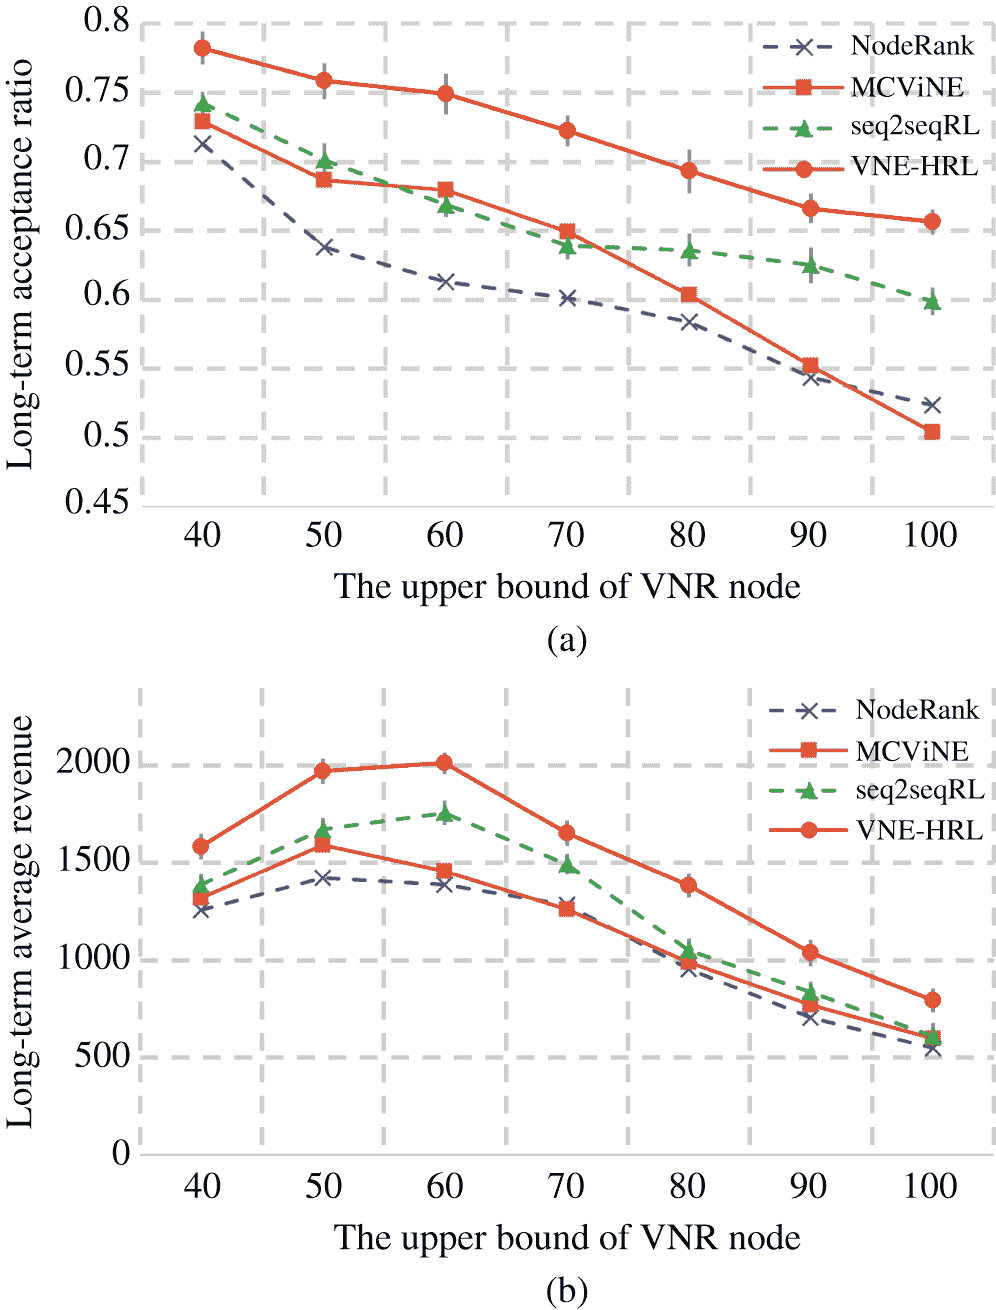 Long-term acceptance ratio
0.8
0.75
0.7
0.65
0.6
0.55
0.5
0.45
NodeRank
MCViNE
seq2seqRL
VNE-HRL
40 50 60 70 80 90 100
The upper bound of VNR node
(a)
Long-term average revenue
2000
1500
1000
500
0
NodeRank
MCViNE
seq2seqRL
VNE-HRL
40 50 60 70 80 90 100
The upper bound of VNR node
(b)